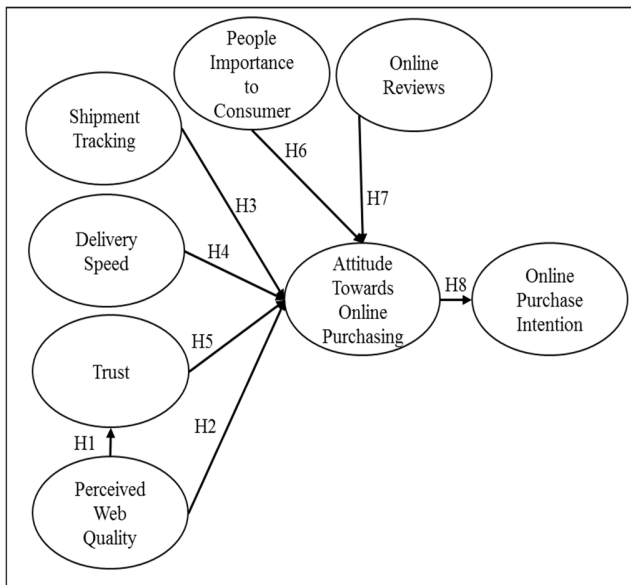 People
Importance
to
Consumer
Online
Reviews
Shipment
Tracking
H6
H7
H3
Delivery
Speed
H4
Attitude
Towards
Online
Purchasing
H8
Online
Purchase
Intention
Trust
H5
H2
H1
Perceived
Web
Quality